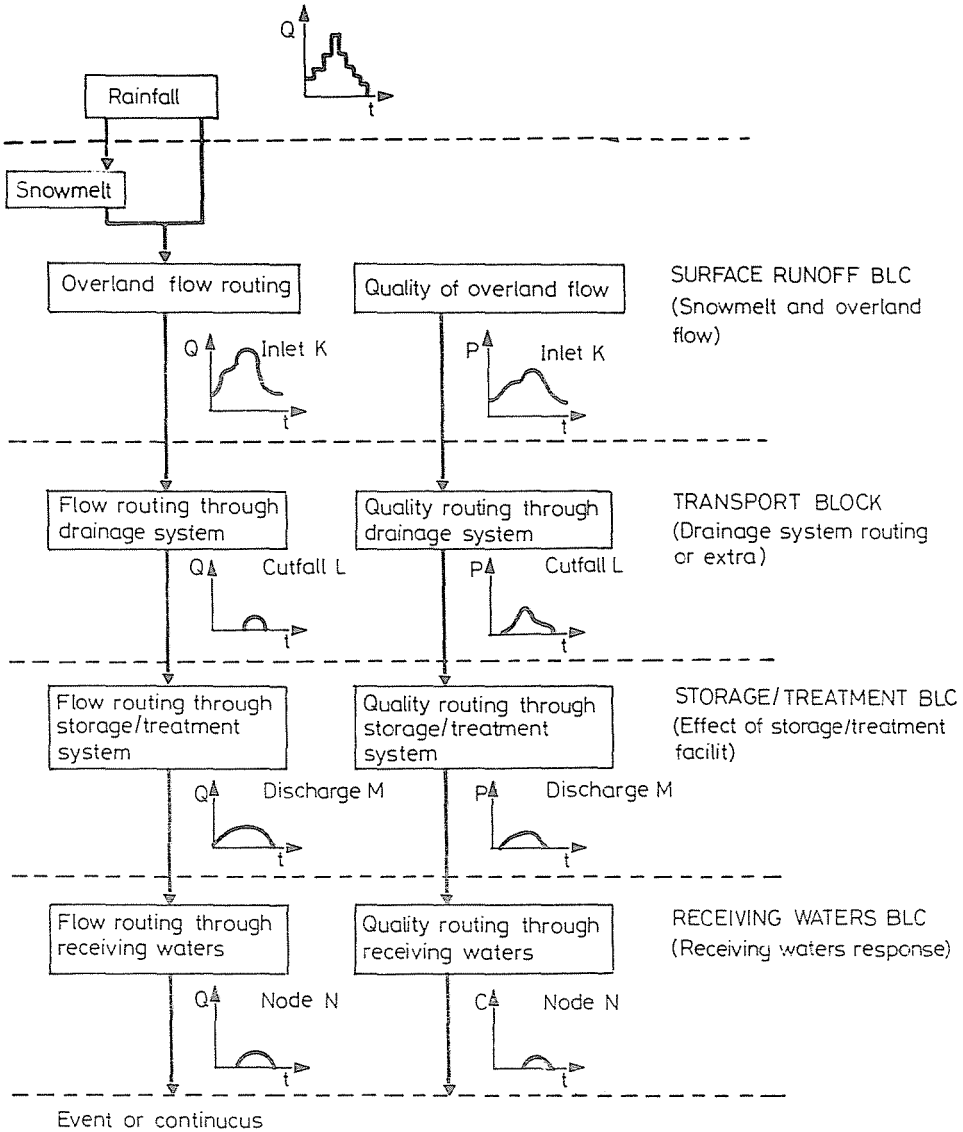 Q
t
Rainfall
Snowmelt
Overland flow routing
Quality of overland flow
SURFACE RUNOFF BLC
(Snowmelt and overland
flow)
Q
Inlet K
t
P
Inlet K
t
Flow routing through
drainage system
Quality routing through
drainage system
TRANSPORT BLOCK
(Drainage system routing
or extra)
Q
Cutfall L
t
P
Cutfall L
t
Flow routing through
storage/treatment
system
Quality routing through
storage/treatment
system
STORAGE/TREATMENT BLC
(Effect of storage/treatment
facilit)
Q
Discharge M
t
P
Discharge M
t
Flow routing through
receiving waters
Quality routing through
receiving waters
RECEIVING WATERS BLC
(Receiving waters response)
Q
Node N
t
C
Node N
t
Event or continucus